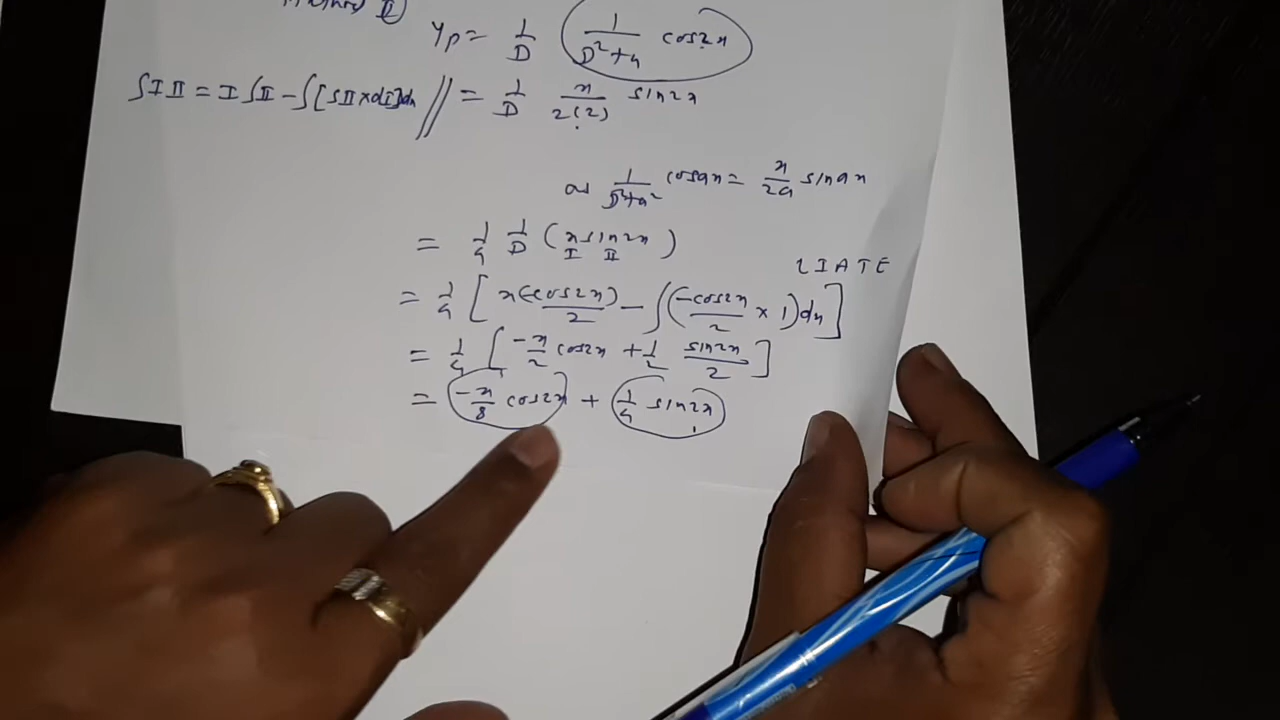 Method II
yp = 1/D (1/(D²+4) cos2x)
∫I II = I ∫II - ∫[∫II x dI]dx // = 1/D x/2(2) sin2x
as 1/(D²+a²) cosax = x/2a sinax
= 1/4 1/D (x sin2x)
I II
LIATE
= 1/4 [x(-cos2x)/2 - ∫(-cos2x/2 × 1)dx]
= 1/4 [-x/2 cos2x + 1/2 sin2x/2]
= -x/8 cos2x + 1/4 sin2x